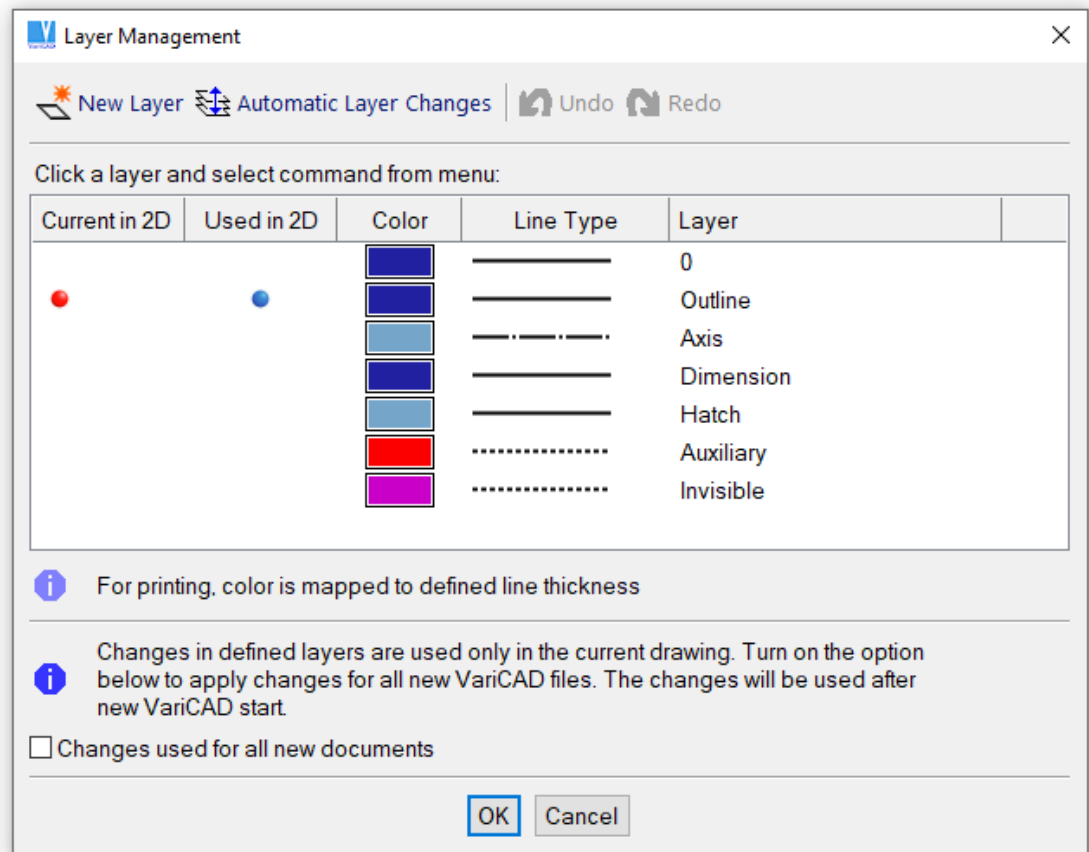 Layer Management
New Layer Automatic Layer Changes Undo Redo
Click a layer and select command from menu:
Current in 2D Used in 2D Color Line Type Layer
0
Outline
Axis
Dimension
Hatch
Auxiliary
Invisible
For printing, color is mapped to defined line thickness
Changes in defined layers are used only in the current drawing. Turn on the option
below to apply changes for all new VariCAD files. The changes will be used after
new VariCAD start.
Changes used for all new documents
OK Cancel